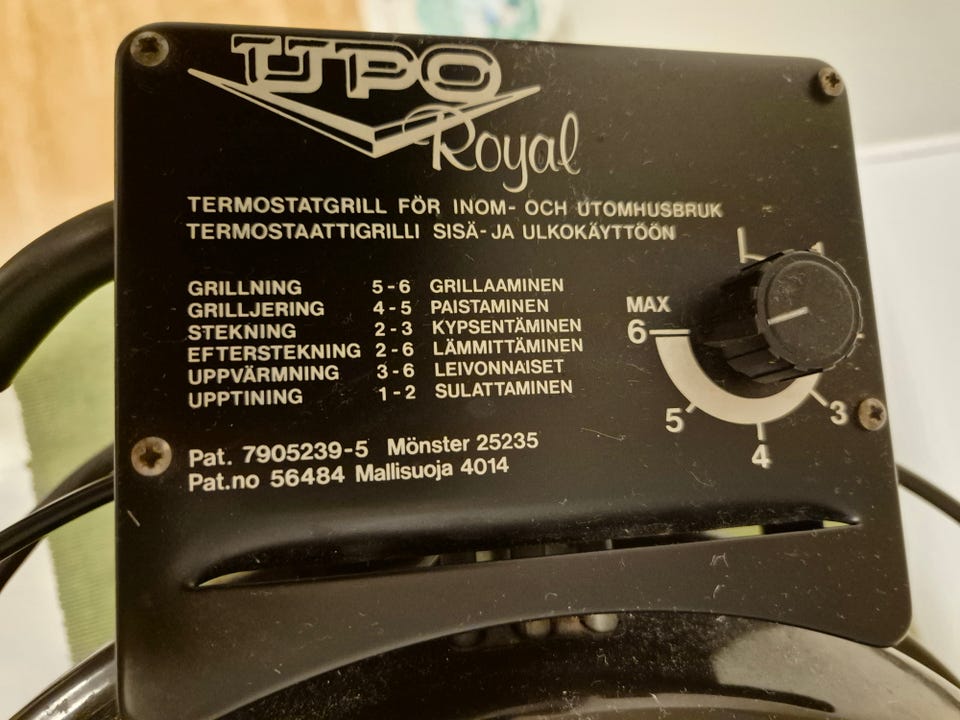 UPO
Royal
TERMOSTATGRILL FÖR INOM- OCH UTOMHUSBRUK
TERMOSTAATTIGRILLI SISÄ- JA ULKOKÄYTTÖÖN
GRILLNING 5-6 GRILLAAMINEN
GRILLJERING 4-5 PAISTAMINEN
STEKNING 2-3 KYPSENTÄMINEN
EFTERSTEKNING 2-6 LÄMMITTÄMINEN
UPPVÄRMNING 3-6 LEIVONNAISET
UPPTINING 1-2 SULATTAMINEN
MAX
6
5
4
3
1
Pat. 7905239-5 Mönster 25235
Pat.no 56484 Mallisuoja 4014